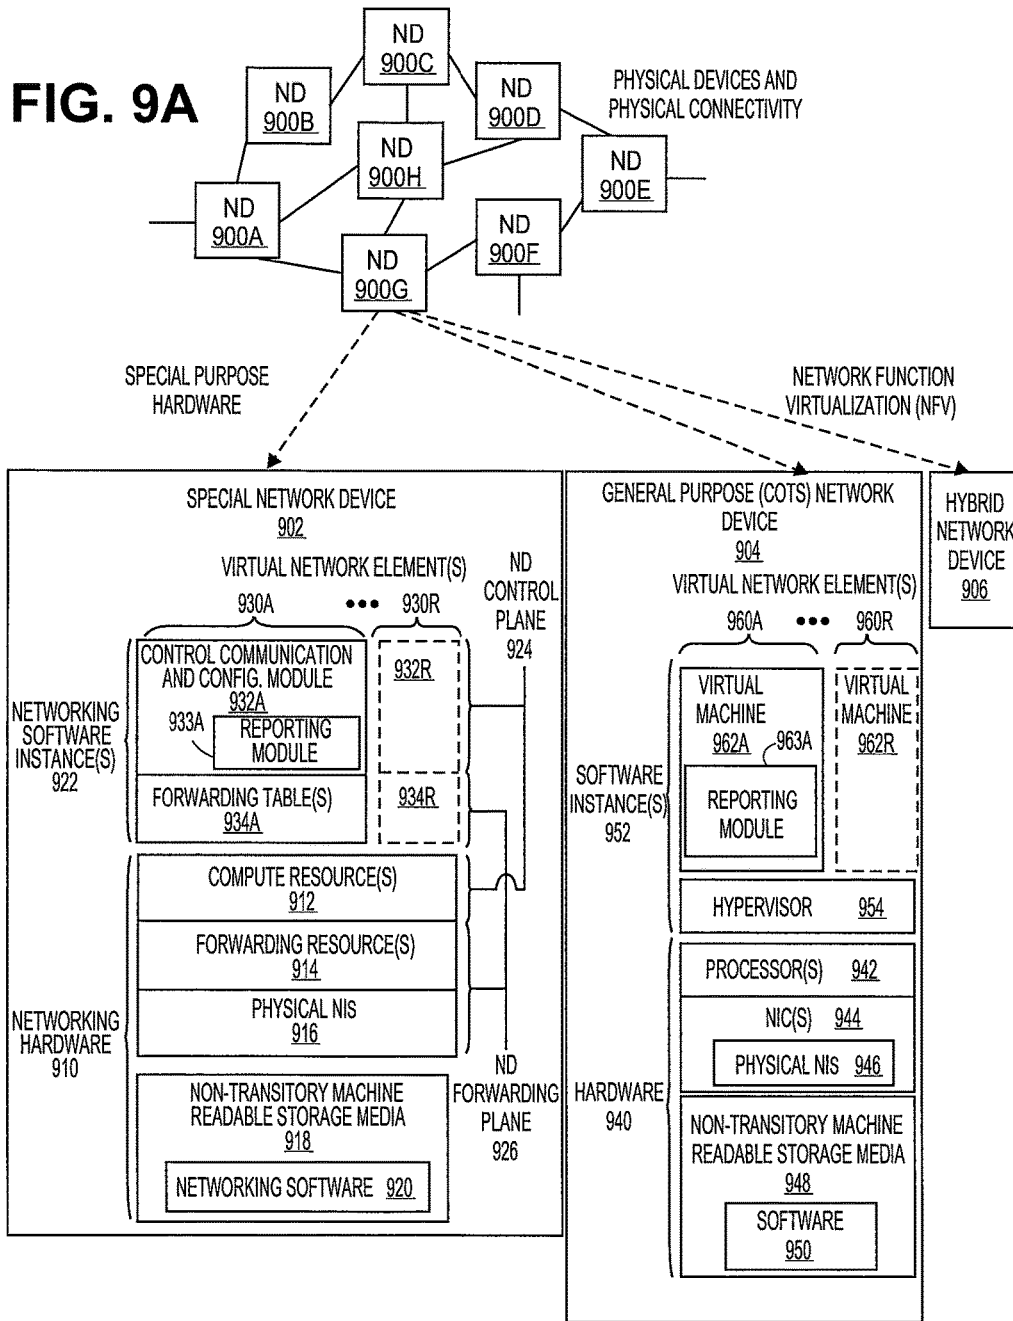 FIG. 9A
ND
900C
ND
900B
ND
900D
PHYSICAL DEVICES AND
PHYSICAL CONNECTIVITY
ND
900H
ND
900E
ND
900A
ND
900F
ND
900G
SPECIAL PURPOSE
HARDWARE
NETWORK FUNCTION
VIRTUALIZATION (NFV)
SPECIAL NETWORK DEVICE
902
VIRTUAL NETWORK ELEMENT(S)
930A
•••
930R
ND
CONTROL
PLANE
924
CONTROL COMMUNICATION
AND CONFIG. MODULE
932A
932R
933A
REPORTING
MODULE
NETWORKING
SOFTWARE
INSTANCE(S)
922
FORWARDING TABLE(S)
934A
934R
COMPUTE RESOURCE(S)
912
FORWARDING RESOURCE(S)
914
PHYSICAL NIS
916
NETWORKING
HARDWARE
910
ND
FORWARDING
PLANE
926
NON-TRANSITORY MACHINE
READABLE STORAGE MEDIA
918
NETWORKING SOFTWARE 920
GENERAL PURPOSE (COTS) NETWORK
DEVICE
904
VIRTUAL NETWORK ELEMENT(S)
960A
•••
960R
VIRTUAL
MACHINE
962A
963A
VIRTUAL
MACHINE
962R
REPORTING
MODULE
SOFTWARE
INSTANCE(S)
952
HYPERVISOR 954
PROCESSOR(S) 942
NIC(S) 944
PHYSICAL NIS 946
HARDWARE
940
NON-TRANSITORY MACHINE
READABLE STORAGE MEDIA
948
SOFTWARE
950
HYBRID
NETWORK
DEVICE
906